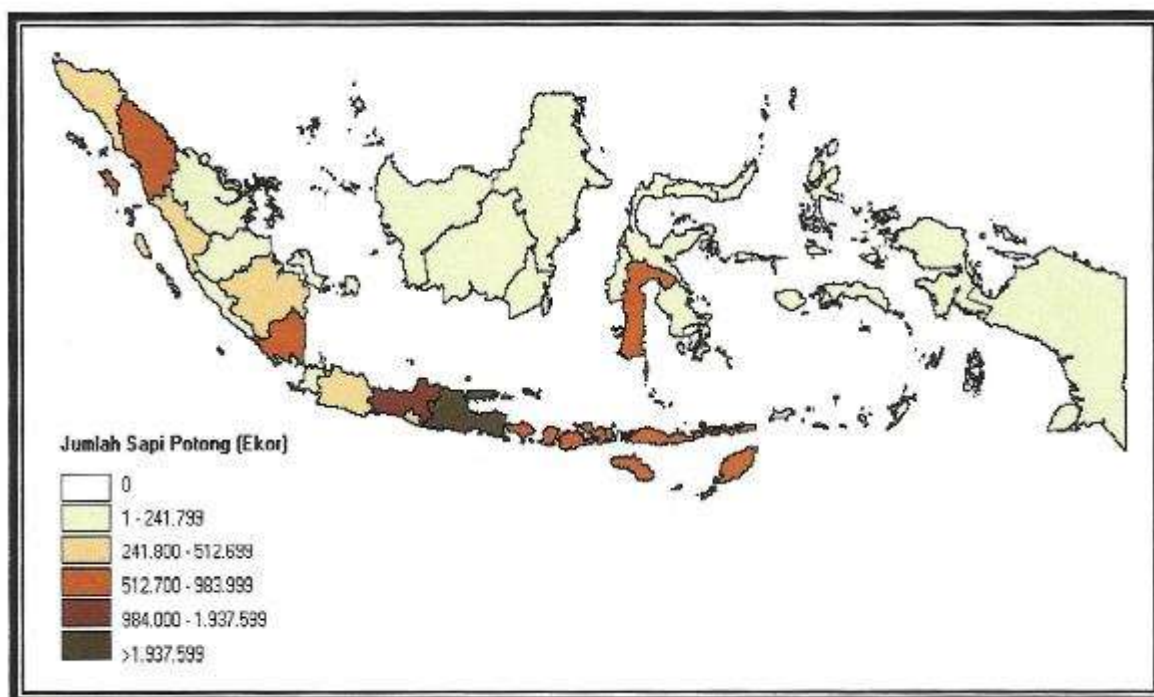 Jumlah Sapi Potong (Ekor)
0
1 - 241.799
241.800 - 512.699
512.700 - 983.999
984.000 - 1.937.599
>1.937.599